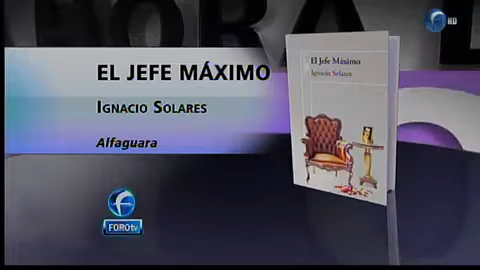 HD
EL JEFE MÁXIMO
IGNACIO SOLARES
Alfaguara
El Jefe Máximo
Ignacio Solares
FOROtv